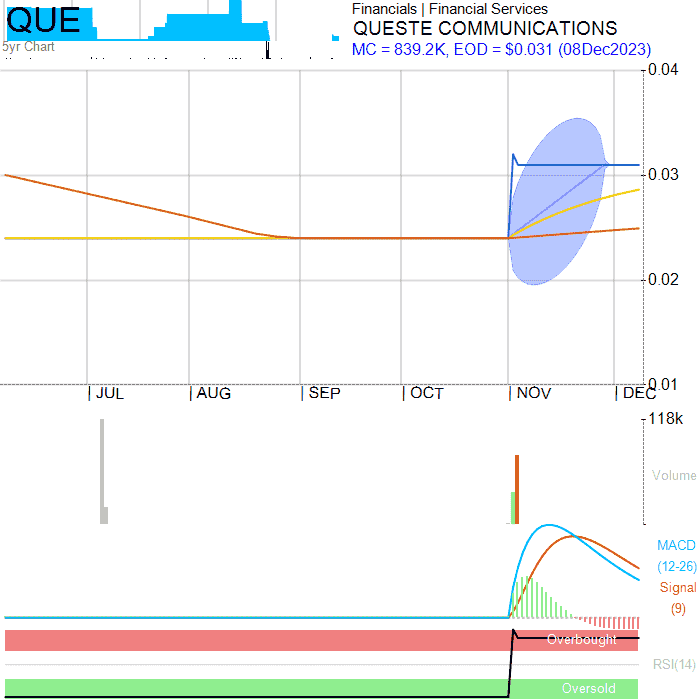 QUE
5yr Chart
Financials | Financial Services
QUESTE COMMUNICATIONS
MC = 839.2K, EOD = $0.031 (08Dec2023)
0.04
0.03
0.02
0.01
| JUL | AUG | SEP | OCT | NOV | DEC
118k
Volume
MACD
(12-26)
Signal
(9)
Overbought
RSI(14)
Oversold